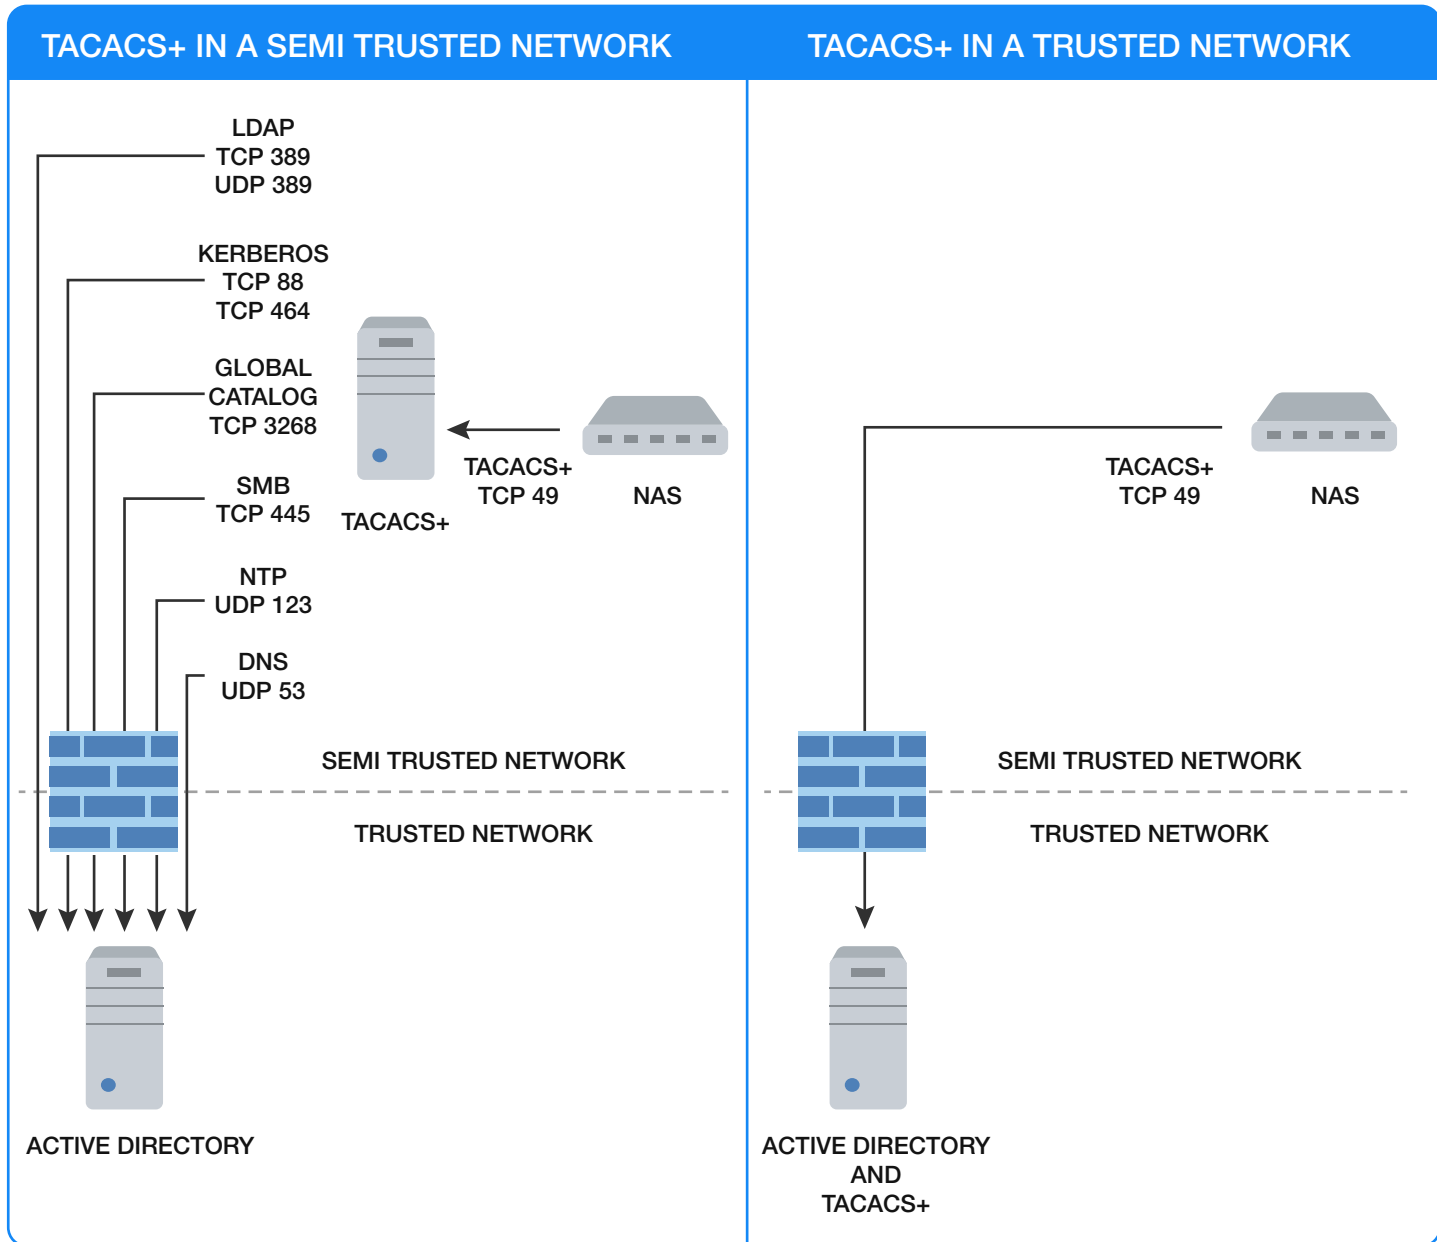 TACACS+ IN A SEMI TRUSTED NETWORK
LDAP
TCP 389
UDP 389
KERBEROS
TCP 88
TCP 464
GLOBAL
CATALOG
TCP 3268
SMB
TCP 445
NTP
UDP 123
DNS
UDP 53
TACACS+
TACACS+
TCP 49
NAS
SEMI TRUSTED NETWORK
TRUSTED NETWORK
ACTIVE DIRECTORY
TACACS+ IN A TRUSTED NETWORK
TACACS+
TCP 49
NAS
SEMI TRUSTED NETWORK
TRUSTED NETWORK
ACTIVE DIRECTORY
AND
TACACS+